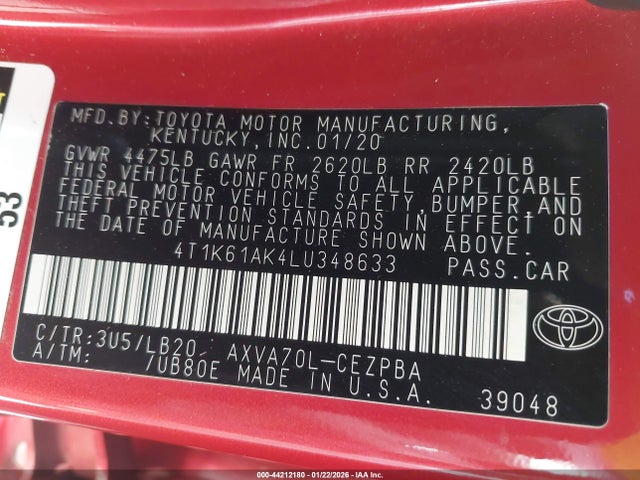 MFD.BY:TOYOTA MOTOR MANUFACTURING,
KENTUCKY,INC.01/20
GVWR 4475LB GAWR FR 2620LB RR 2420LB
THIS VEHICLE CONFORMS TO ALL APPLICABLE
FEDERAL MOTOR VEHICLE SAFETY,BUMPER,AND
THEFT PREVENTION STANDARDS IN EFFECT ON
THE DATE OF MANUFACTURE SHOWN ABOVE.
4T1K61AK4LU348633 PASS.CAR
C/TR:3U5/LB20 AXVA70L-CEZPBA
A/TM: /UB80E MADE IN U.S.A.
39048
TOYOTA
53
000-44212180 - 01/22/2026 - IAA, Inc.